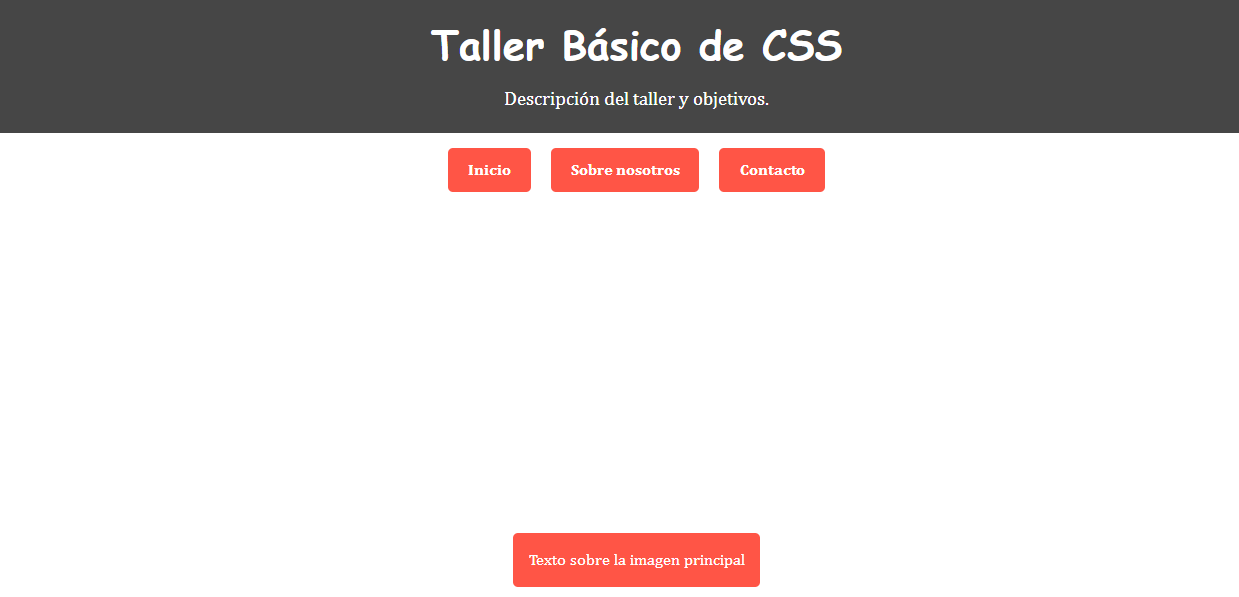 Taller Básico de CSS
Descripción del taller y objetivos.
Inicio Sobre nosotros Contacto
Texto sobre la imagen principal